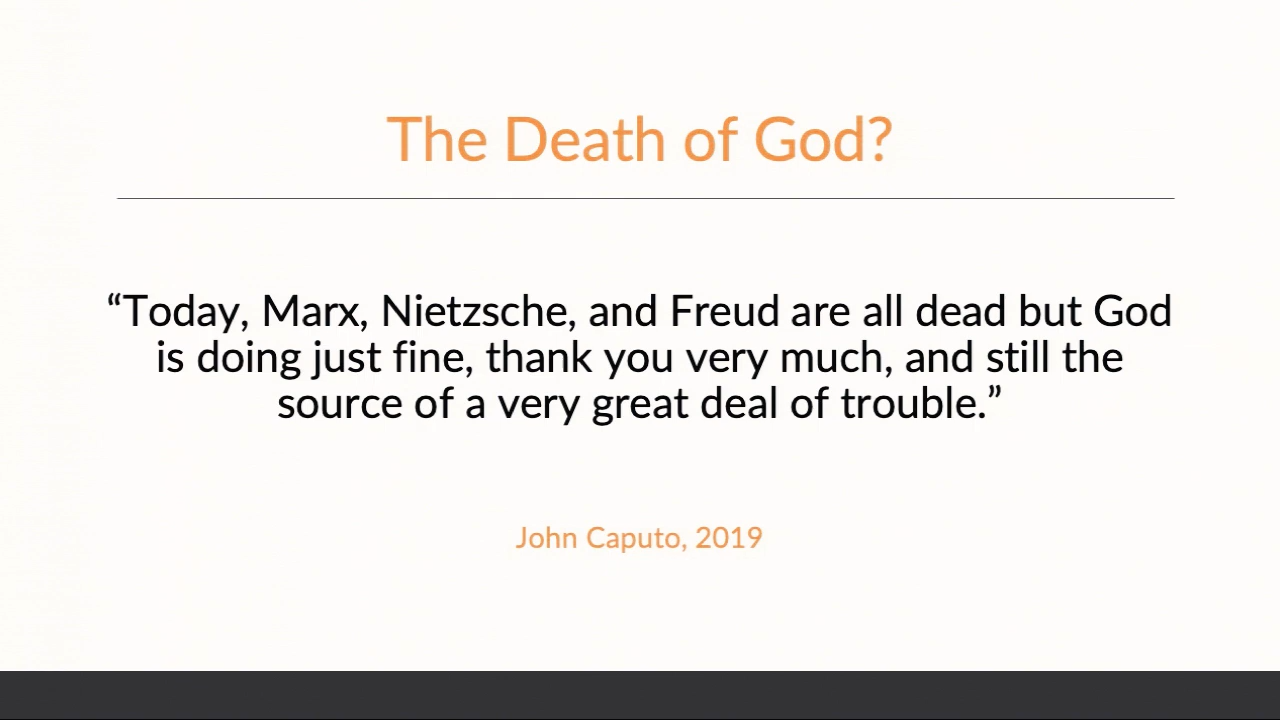 The Death of God?
“Today, Marx, Nietzsche, and Freud are all dead but God
is doing just fine, thank you very much, and still the
source of a very great deal of trouble.”
John Caputo, 2019